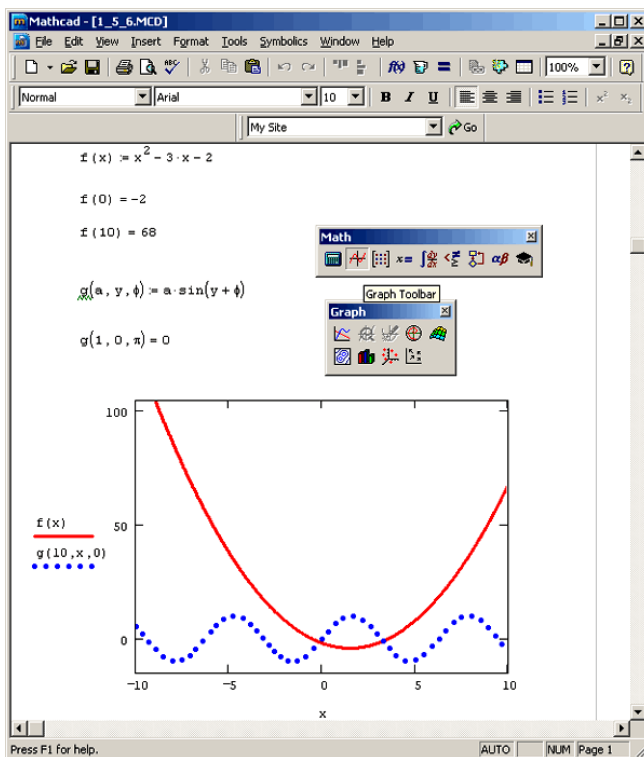 Mathcad - [1_5_6.MCD]
File Edit View Insert Format Tools Symbolics Window Help
100%
Normal Arial 10 B I U
My Site Go
f(x) := x² - 3·x - 2
f(0) = -2
f(10) = 68
Math
x= αβ
g(a, y, ϕ) := a·sin(y + ϕ)
Graph Toolbar
Graph
g(1, 0, π) = 0
100
50
0
f(x)
g(10,x,0)
-10 -5 0 5 10
x
Press F1 for help. AUTO NUM Page 1